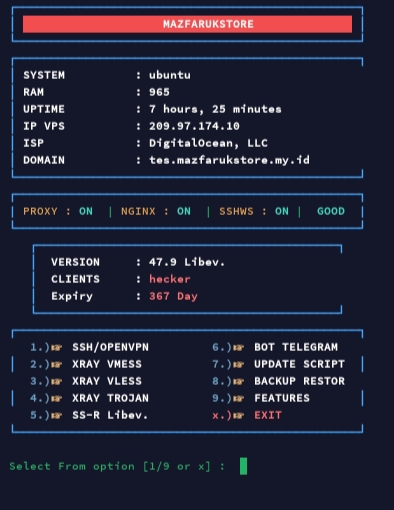 MAZFARUKSTORE
SYSTEM : ubuntu
RAM : 965
UPTIME : 7 hours, 25 minutes
IP VPS : 209.97.174.10
ISP : DigitalOcean, LLC
DOMAIN : tes.mazfarukstore.my.id
PROXY : ON | NGINX : ON | SSHWS : ON | GOOD
VERSION : 47.9 Libev.
CLIENTS : hecker
Expiry : 367 Day
1.)☞ SSH/OPENVPN 6.)☞ BOT TELEGRAM
2.)☞ XRAY VMESS 7.)☞ UPDATE SCRIPT
3.)☞ XRAY VLESS 8.)☞ BACKUP RESTOR
4.)☞ XRAY TROJAN 9.)☞ FEATURES
5.)☞ SS-R Libev. x.)☞ EXIT
Select From option [1/9 or x] :